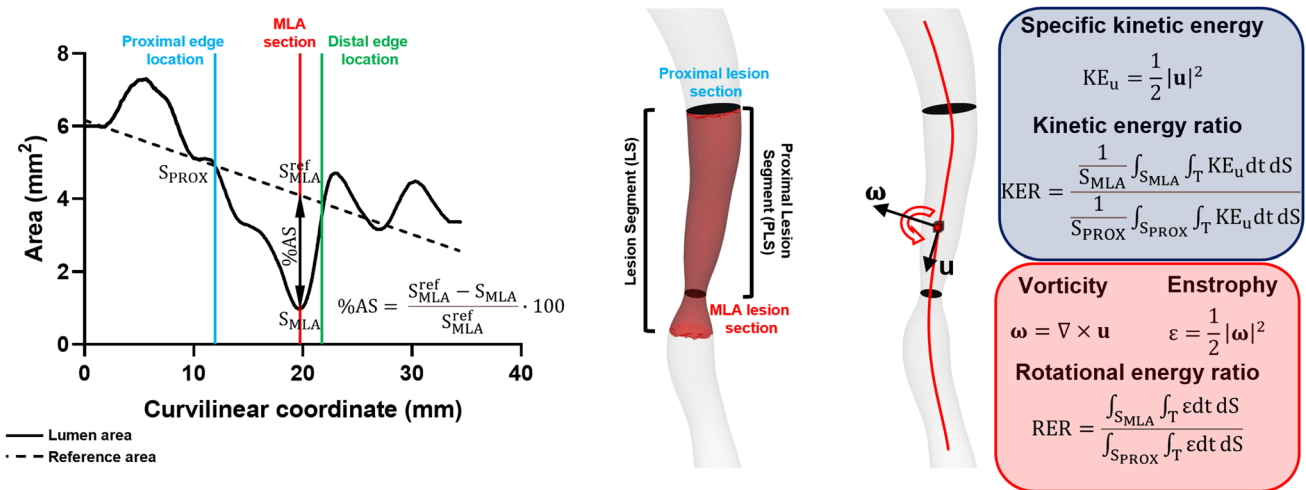 Proximal edge
location
MLA
section
Distal edge
location
8
6
4
2
0
Area (mm²)
S_PROX
S_MLA^ref
%AS
S_MLA
%AS = (S_MLA^ref − S_MLA) / S_MLA^ref · 100
0 10 20 30 40
Curvilinear coordinate (mm)
Lumen area
Reference area
Proximal lesion
section
Lesion Segment (LS)
Proximal Lesion
Segment (PLS)
MLA lesion
section
ω
u
Specific kinetic energy
KE_u = 1/2 |u|²
Kinetic energy ratio
KER = (1/S_MLA ∫_S_MLA ∫_T KE_u dt dS) / (1/S_PROX ∫_S_PROX ∫_T KE_u dt dS)
Vorticity
Enstrophy
ω = ∇ × u
ε = 1/2 |ω|²
Rotational energy ratio
RER = (∫_S_MLA ∫_T εdt dS) / (∫_S_PROX ∫_T εdt dS)